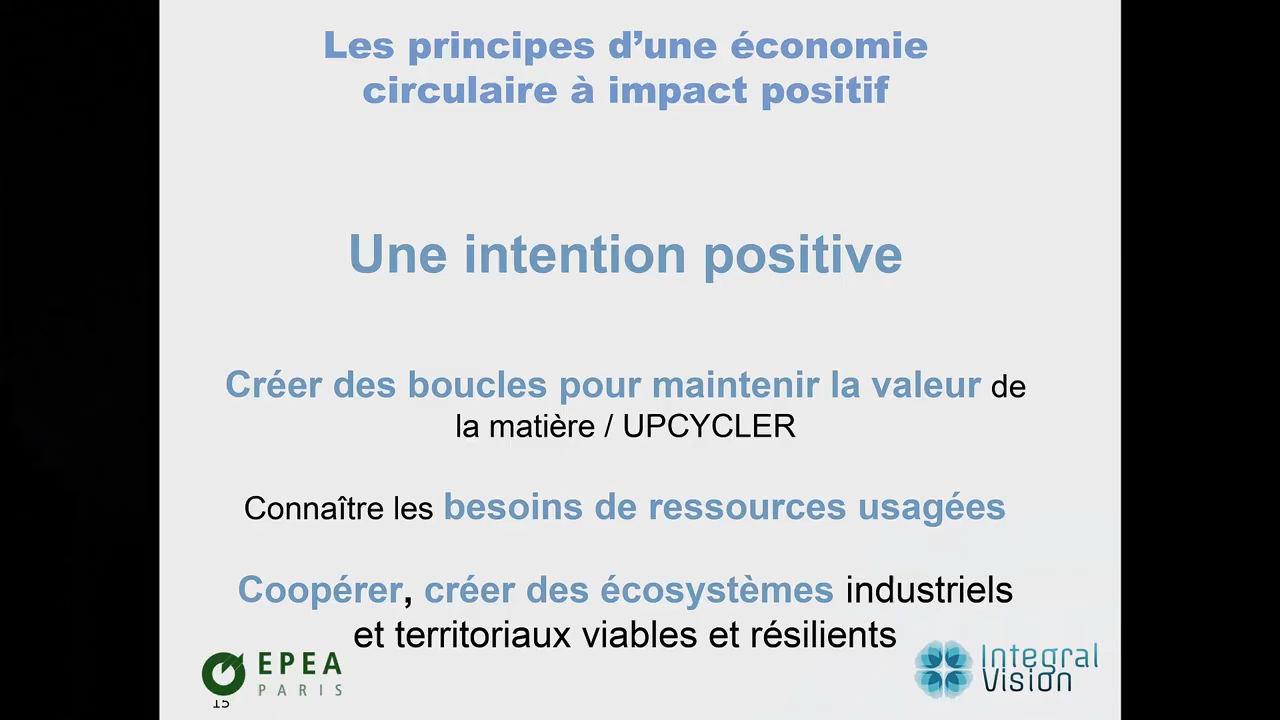 Les principes d’une économie
circulaire à impact positif
Une intention positive
Créer des boucles pour maintenir la valeur de
la matière / UPCYCLER
Connaître les besoins de ressources usagées
Coopérer, créer des écosystèmes industriels
et territoriaux viables et résilients
EPEA
PARIS
Integral
Vision
15